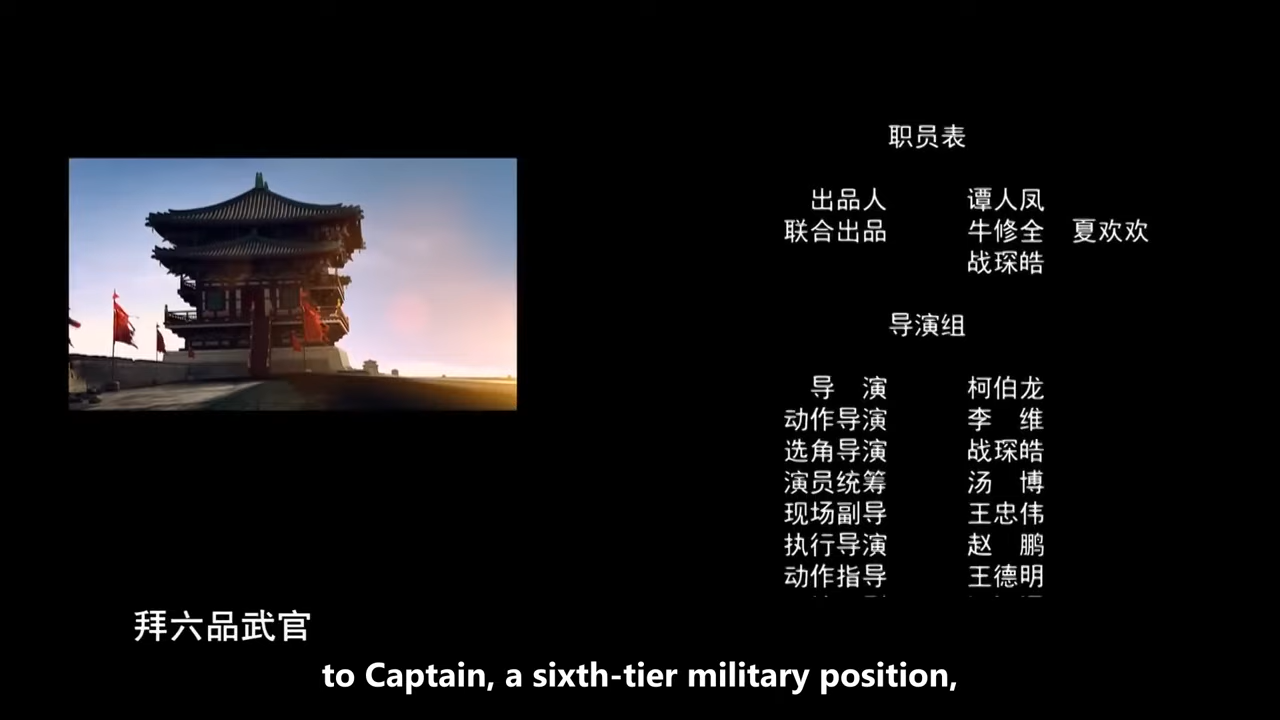 职员表
出品人 谭人凤
联合出品 牛修全 夏欢欢
战琛皓
导演组
导 演 柯伯龙
动作导演 李 维
选角导演 战琛皓
演员统筹 汤 博
现场副导 王忠伟
执行导演 赵 鹏
动作指导 王德明
拜六品武官
to Captain, a sixth-tier military position,